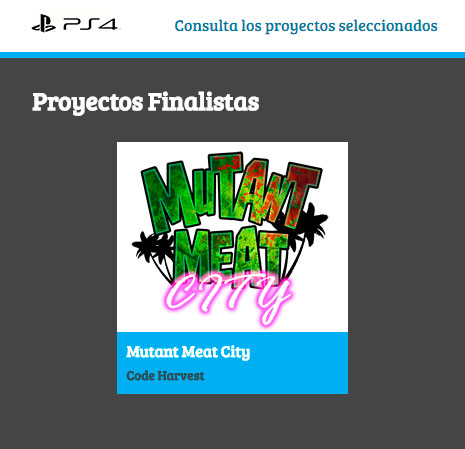 PS4
Consulta los proyectos seleccionados
Proyectos Finalistas
MUTANT
MEAT
CITY
Mutant Meat City
Code Harvest